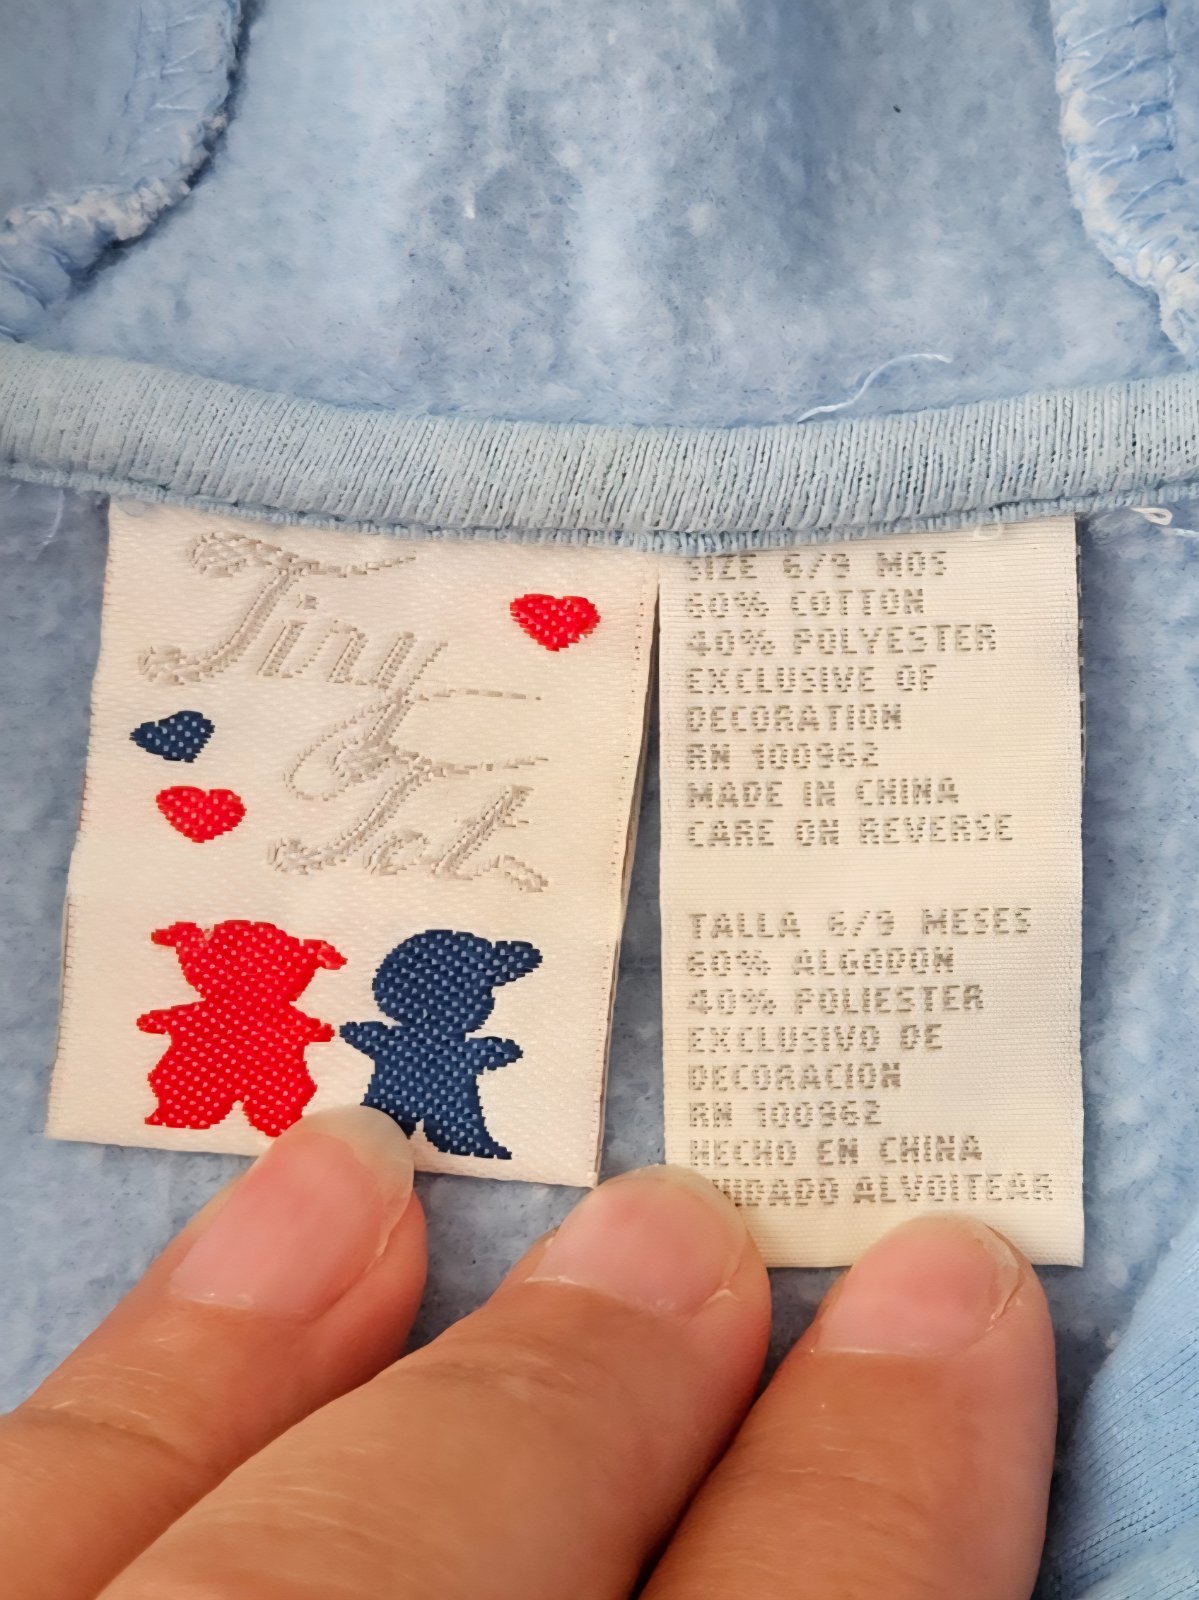 Tiny
Tot
SIZE 6/9 MOS
60% COTTON
40% POLYESTER
EXCLUSIVE OF
DECORATION
RN 100962
MADE IN CHINA
CARE ON REVERSE
TALLA 6/9 MESES
60% ALGODON
40% POLIESTER
EXCLUSIVO DE
DECORACION
RN 100962
HECHO EN CHINA
ALVOLTEAR